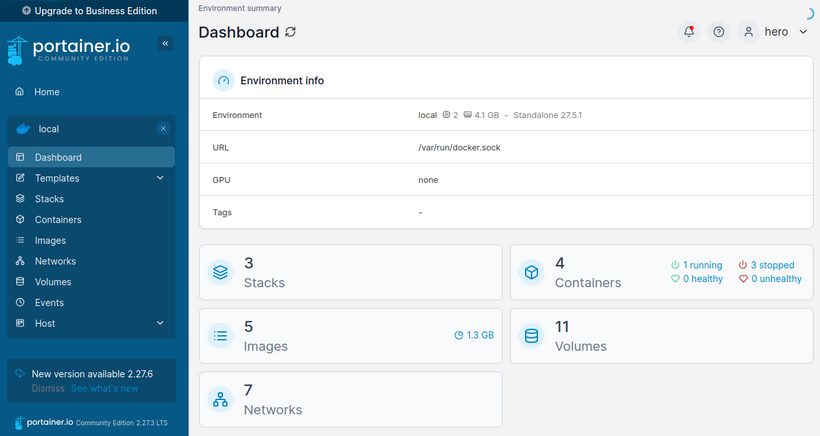 Upgrade to Business Edition
portainer.io
COMMUNITY EDITION
Home
local
Dashboard
Templates
Stacks
Containers
Images
Networks
Volumes
Events
Host
New version available 2.27.6
Dismiss See what's new
portainer.io Community Edition 2.27.3 LTS
Environment summary
Dashboard
hero
Environment info
Environment local 2 4.1 GB - Standalone 27.5.1
URL /var/run/docker.sock
GPU none
Tags -
3
Stacks
4
Containers
1 running 3 stopped
0 healthy 0 unhealthy
5
Images
1.3 GB
11
Volumes
7
Networks